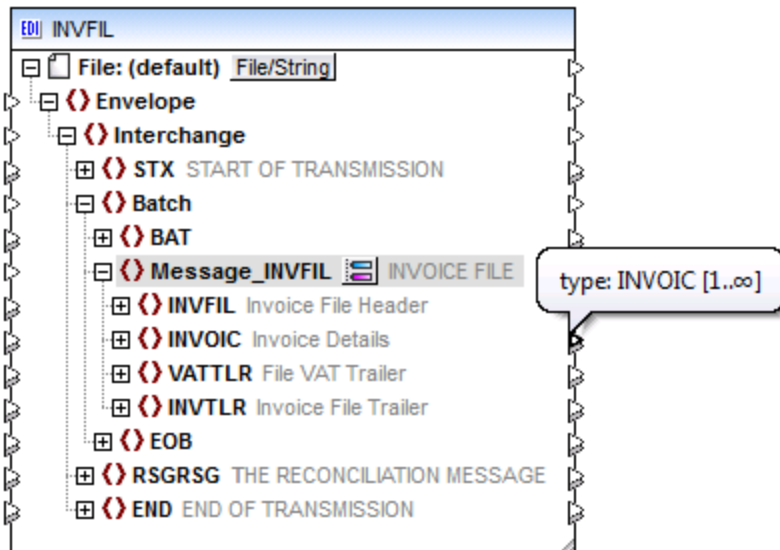 EDI INVFIL
File: (default) File/String
Envelope
Interchange
STX START OF TRANSMISSION
Batch
BAT
Message_INVFIL INVOICE FILE
type: INVOIC [1..∞]
INVFIL Invoice File Header
INVOIC Invoice Details
VATTLR File VAT Trailer
INVTLR Invoice File Trailer
EOB
RSGRSG THE RECONCILIATION MESSAGE
END END OF TRANSMISSION